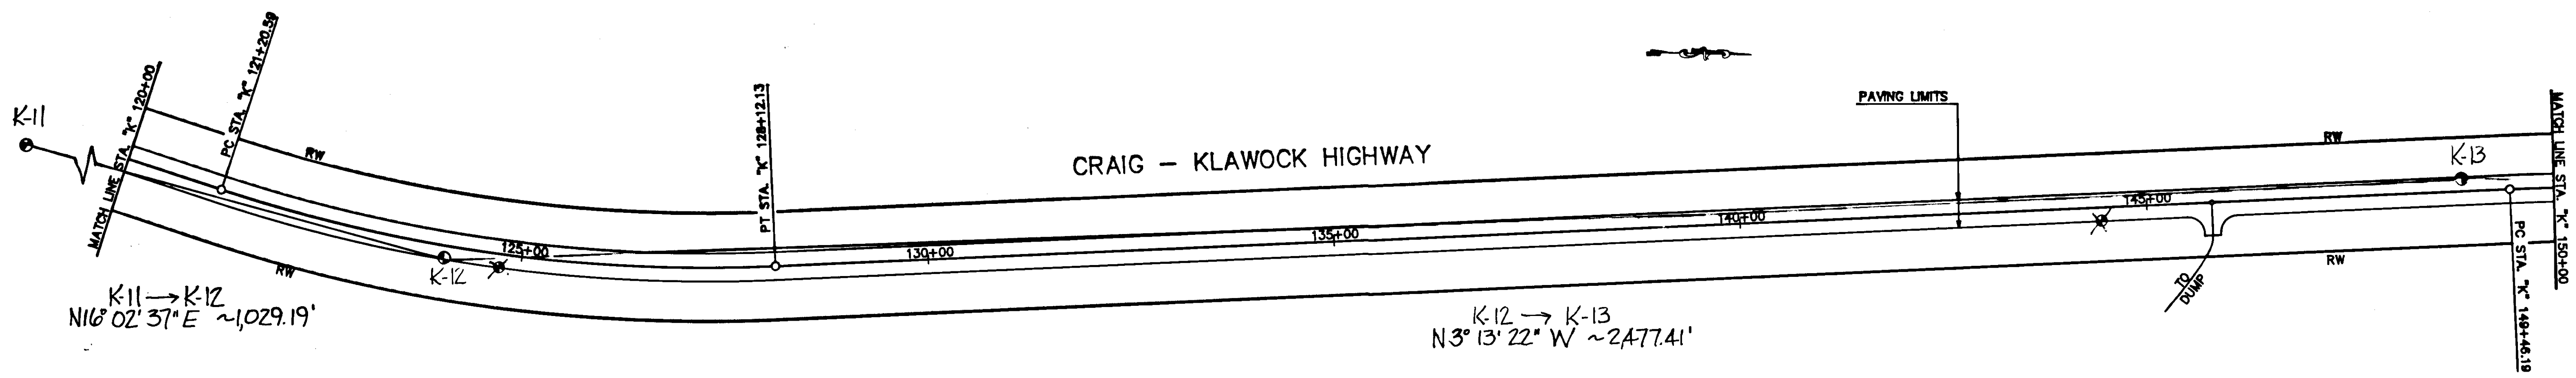 K-11
MATCH LINE STA. "K" 120+00
PC STA. "K" 121+20.59
RW
RW
K-12
K-11 → K-12
N16° 02' 37" E ~1,029.19'
125+00
PT STA. "K" 128+12.13
130+00
CRAIG - KLAWOCK HIGHWAY
135+00
K-12 → K-13
N3° 13' 22" W ~2,477.41'
140+00
PAVING LIMITS
145+00
TO
DUMP
RW
RW
K-13
PC STA. "K" 149+46.19
MATCH LINE STA. "K" 150+00